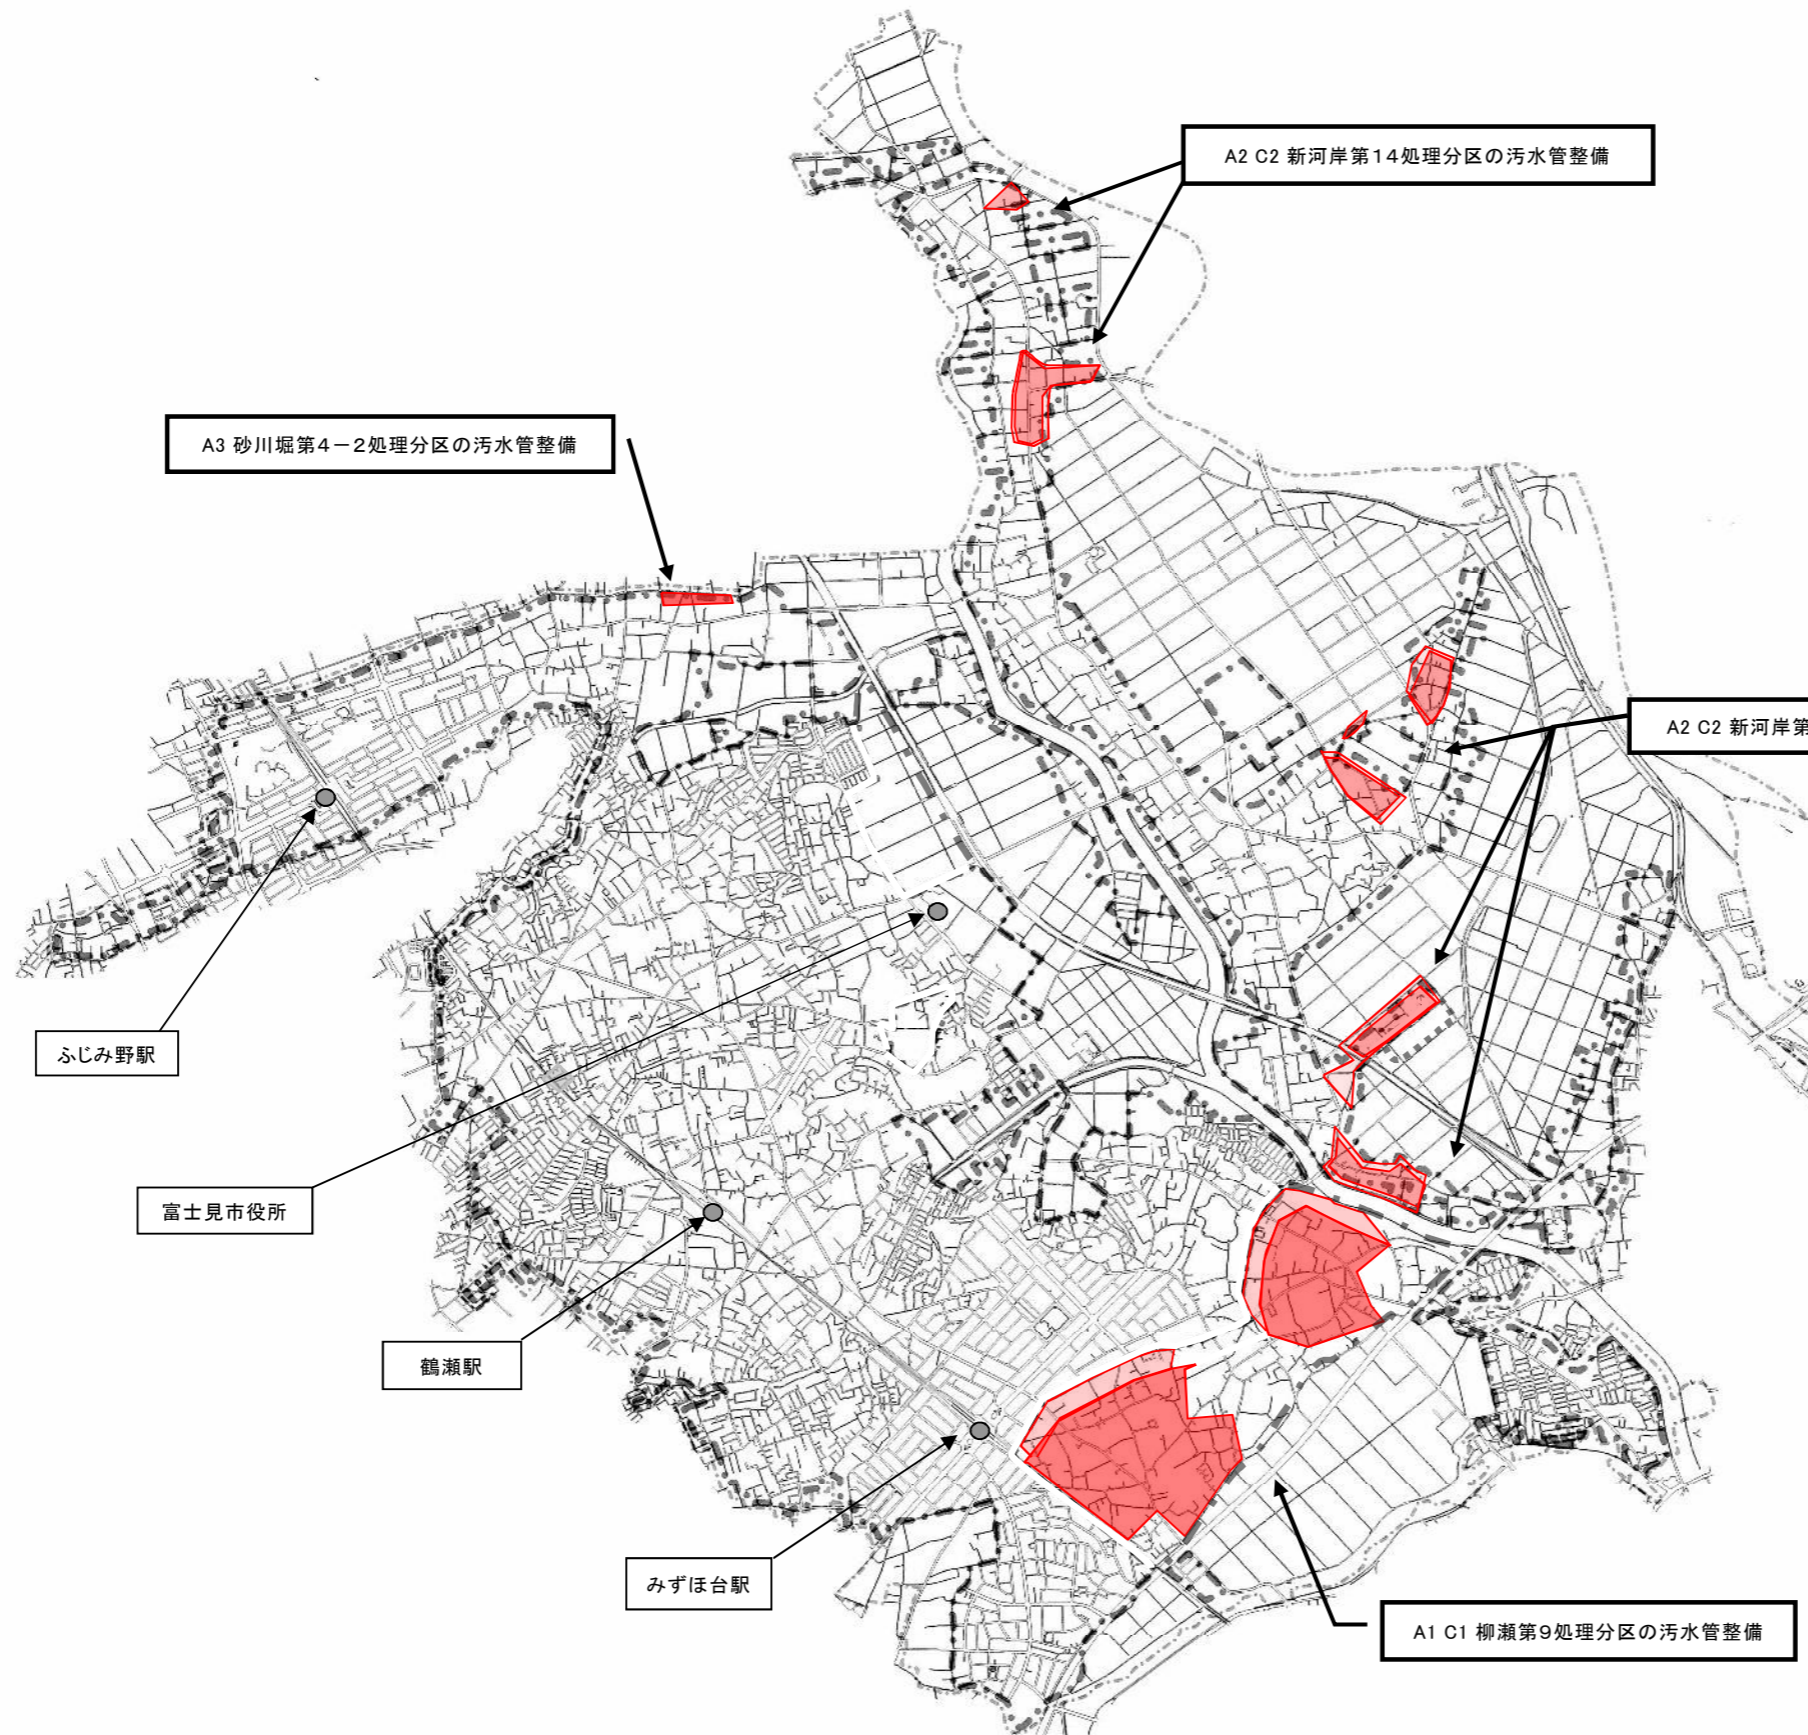 A2 C2 新河岸第14処理分区の汚水管整備
A3 砂川堀第4－2処理分区の汚水管整備
A2 C2 新河岸第
ふじみ野駅
富士見市役所
鶴瀬駅
みずほ台駅
A1 C1 柳瀬第9処理分区の汚水管整備